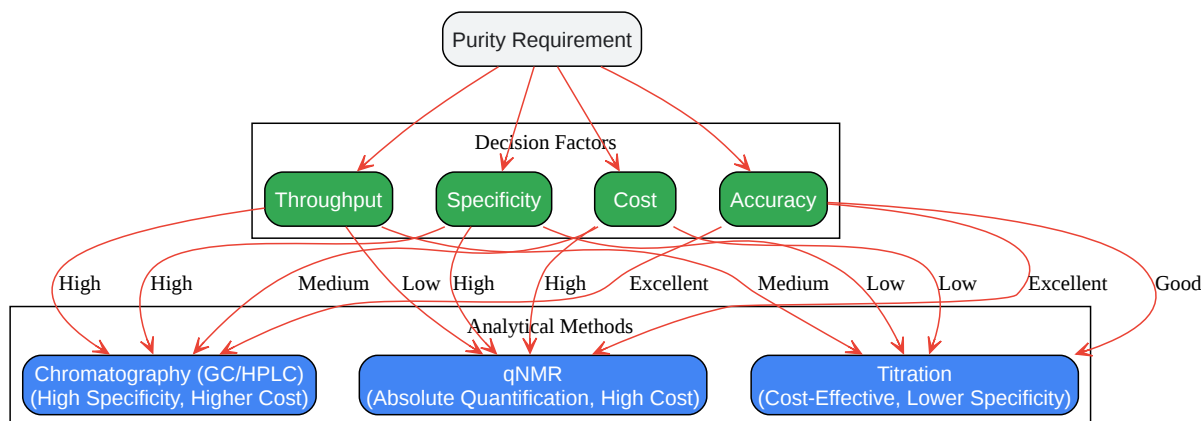 Purity Requirement
Decision Factors
Throughput
Specificity
Cost
Accuracy
High
High
Medium
Low
High
High
Excellent
Medium
Low
Low
Excellent
Good
Analytical Methods
Chromatography (GC/HPLC)
(High Specificity, Higher Cost)
qNMR
(Absolute Quantification, High Cost)
Titration
(Cost-Effective, Lower Specificity)